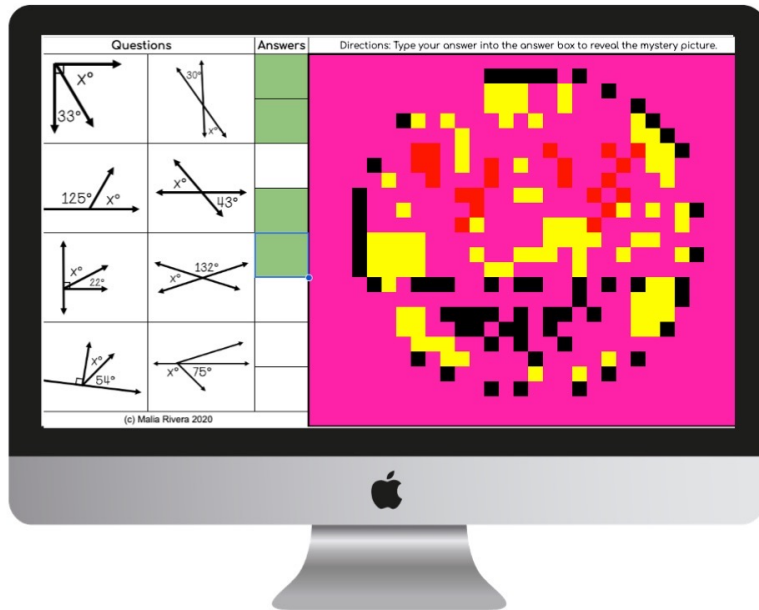 Questions
Answers
Directions: Type your answer into the answer box to reveal the mystery picture.
x°
33°
30°
x°
125°
x°
x°
43°
x°
22°
132°
x°
x°
54°
x°
75°
(c) Malia Rivera 2020